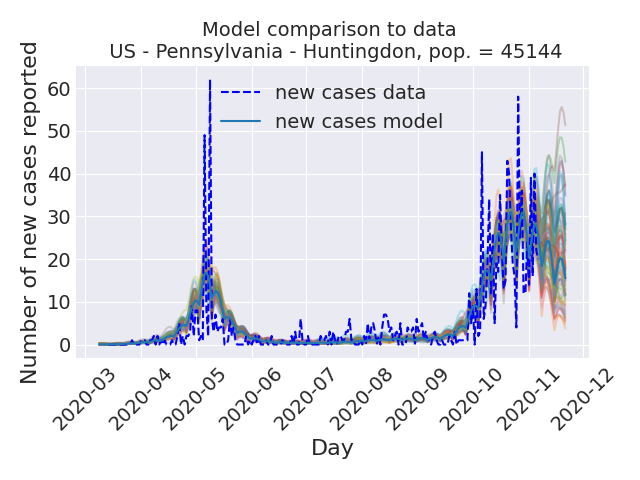 Model comparison to data
US - Pennsylvania - Huntingdon, pop. = 45144
Number of new cases reported
60
50
40
30
20
10
0
new cases data
new cases model
2020-03
2020-04
2020-05
2020-06
2020-07
2020-08
2020-09
2020-10
2020-11
2020-12
Day